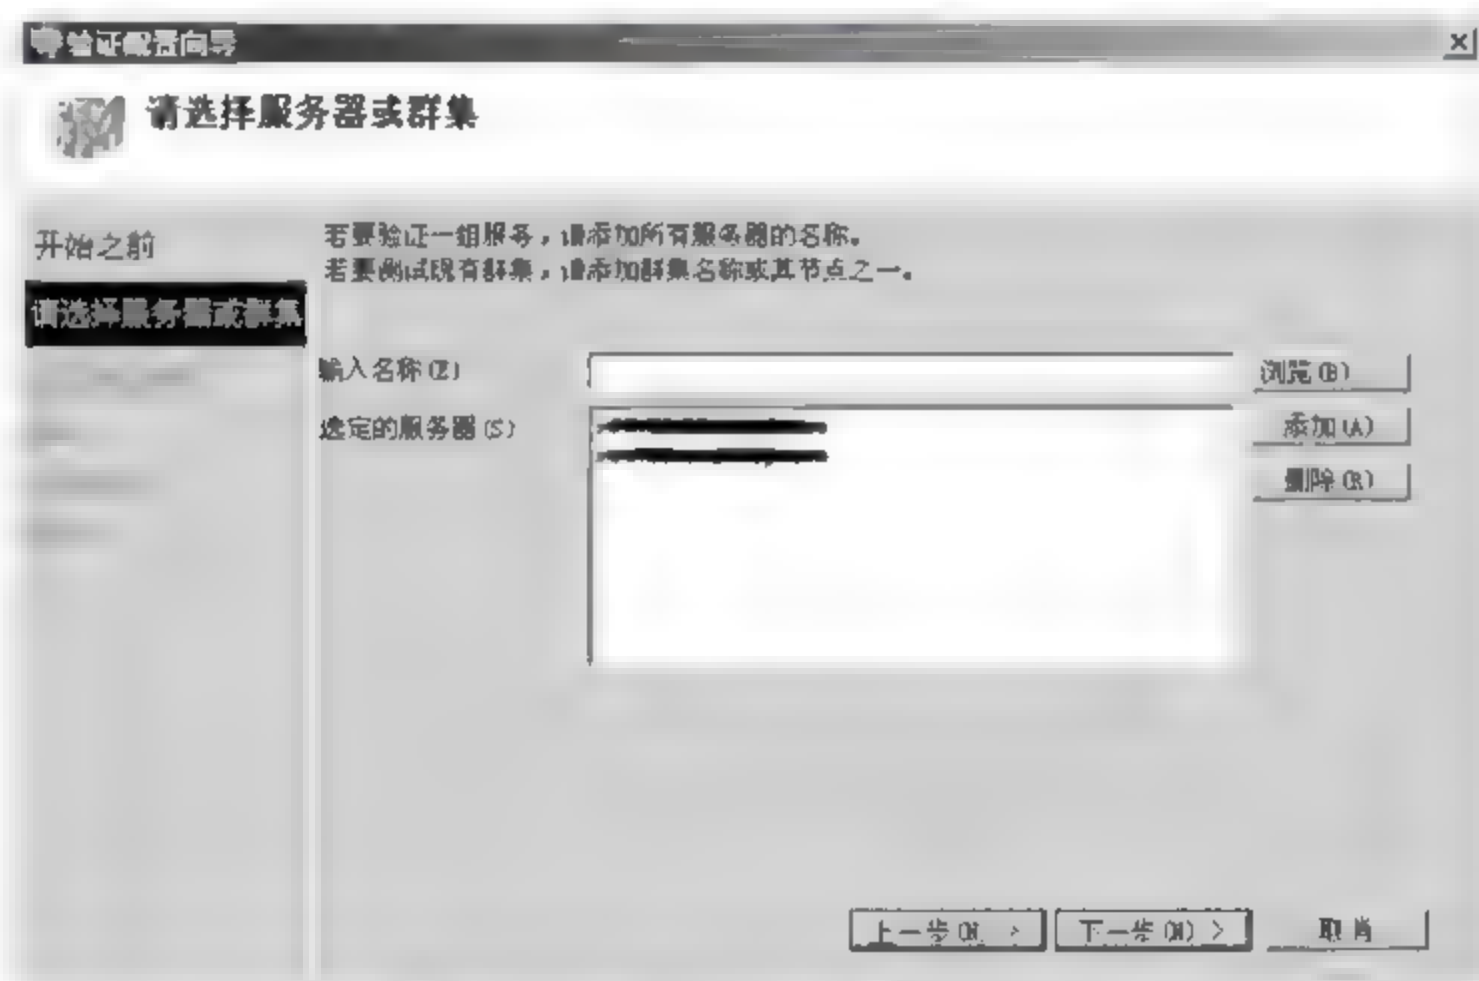 验证配置向导
请选择服务器或群集
开始之前
请选择服务器或群集
若要验证一组服务，请添加所有服务器的名称。
若要测试现有群集，请添加群集名称或其节点之一。
输入名称(E)
浏览(B)
选定的服务器(S)
添加(A)
删除(R)
上一步
下一步(N) >
取消